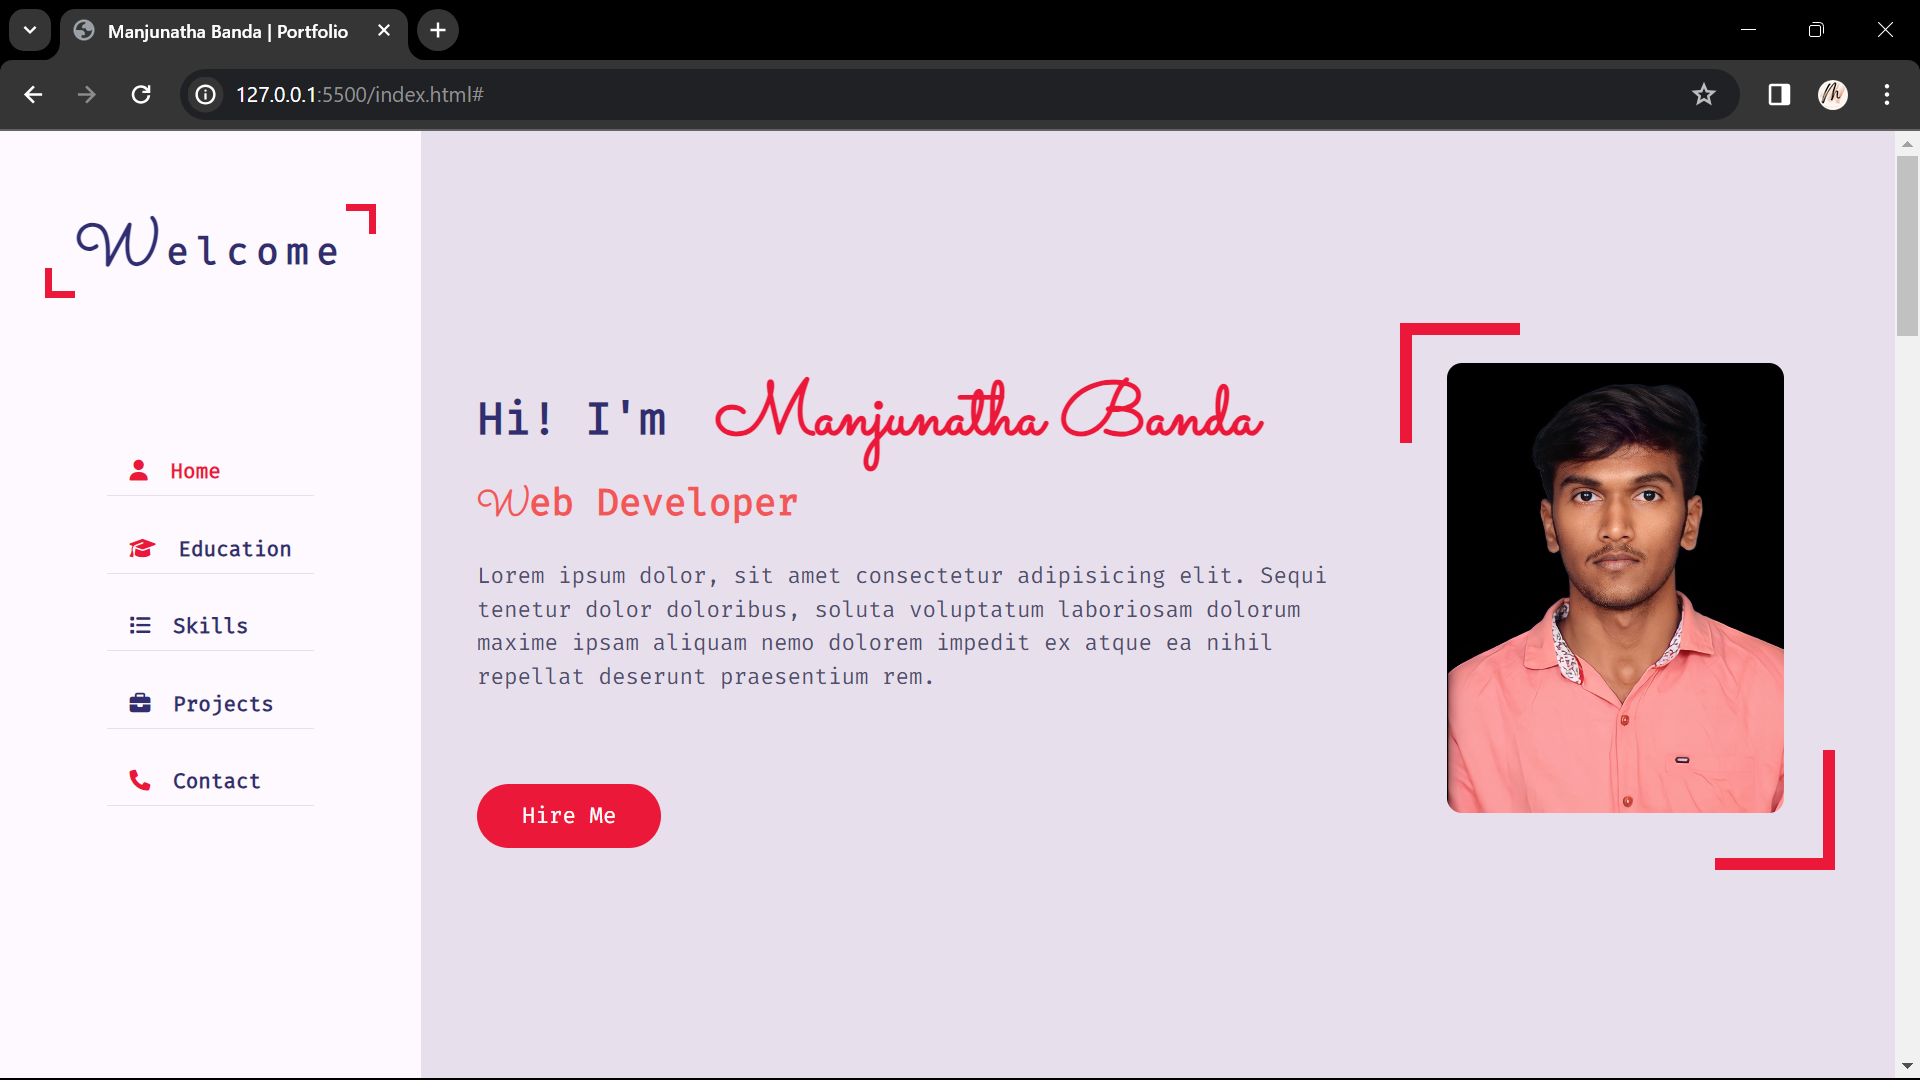 Manjunatha Banda | Portfolio
127.0.0.1:5500/index.html#
Welcome
Home
Education
Skills
Projects
Contact
Hi! I'm Manjunatha Banda
Web Developer
Lorem ipsum dolor, sit amet consectetur adipisicing elit. Sequi
tenetur dolor doloribus, soluta voluptatum laboriosam dolorum
maxime ipsam aliquam nemo dolorem impedit ex atque ea nihil
repellat deserunt praesentium rem.
Hire Me